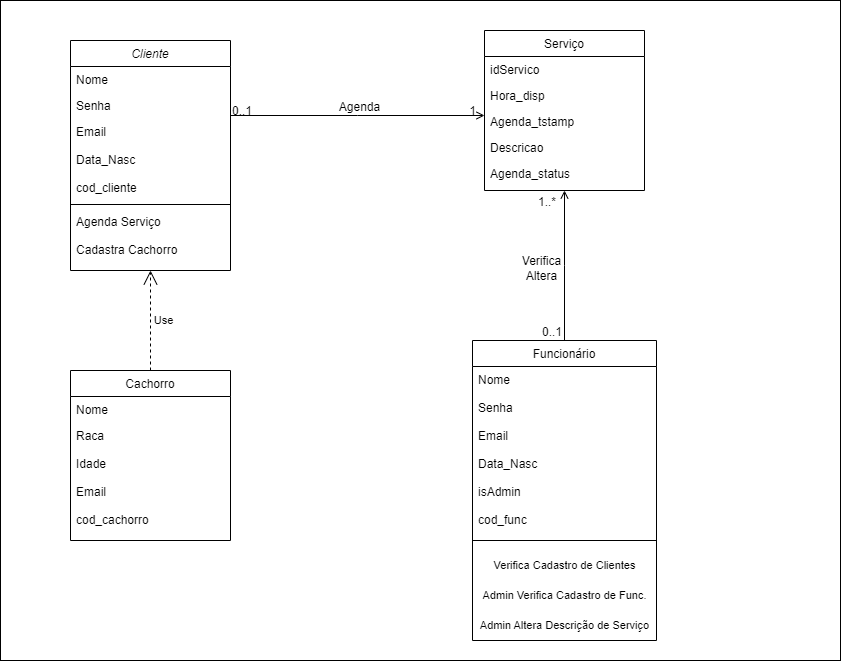 Cliente
Nome
Senha
Email
Data_Nasc
cod_cliente
Agenda Serviço
Cadastra Cachorro
0..1
Agenda
1
Serviço
idServico
Hora_disp
Agenda_tstamp
Descricao
Agenda_status
1..*
Verifica
Altera
0..1
Use
Cachorro
Nome
Raca
Idade
Email
cod_cachorro
Funcionário
Nome
Senha
Email
Data_Nasc
isAdmin
cod_func
Verifica Cadastro de Clientes
Admin Verifica Cadastro de Func.
Admin Altera Descrição de Serviço